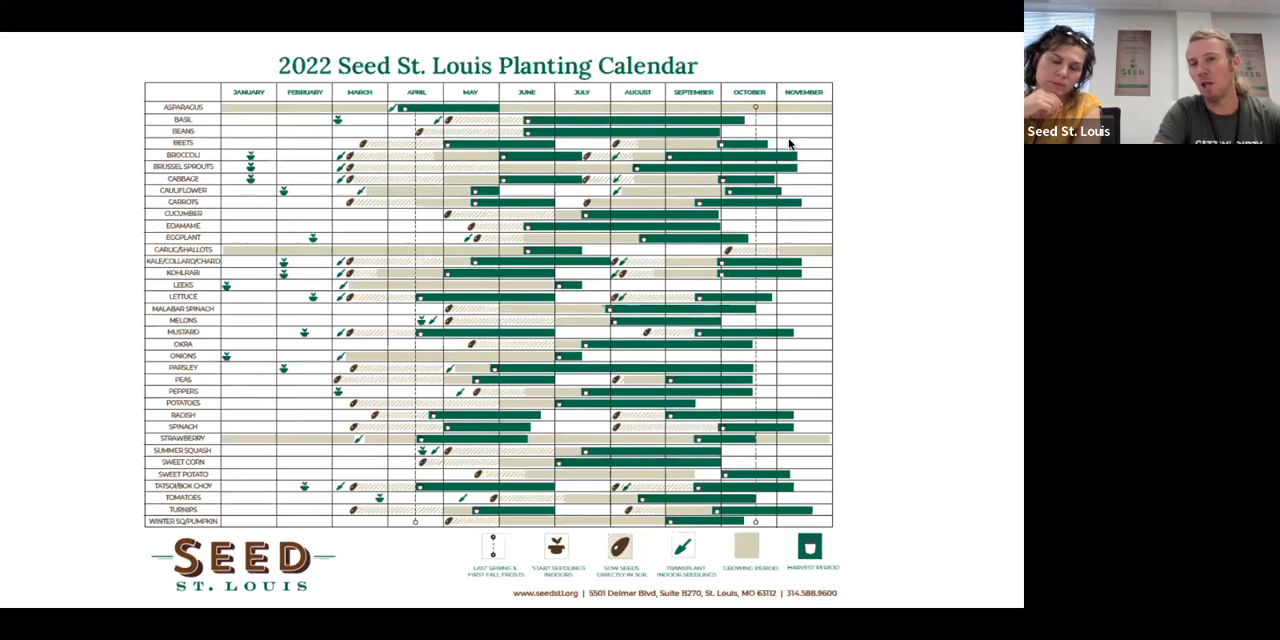 2022 Seed St. Louis Planting Calendar
JANUARY FEBRUARY MARCH APRIL MAY JUNE JULY AUGUST SEPTEMBER OCTOBER NOVEMBER
ASPARAGUS
BASIL
BEANS
BEETS
BROCCOLI
BRUSSEL SPROUTS
CABBAGE
CAULIFLOWER
CARROTS
CUCUMBER
EDAMAME
EGGPLANT
GARLIC/SHALLOTS
KALE/COLLARD/CHARD
KOHLRABI
LEEKS
LETTUCE
MALABAR SPINACH
MELONS
MUSTARD
OKRA
ONIONS
PARSLEY
PEAS
PEPPERS
POTATOES
RADISH
SPINACH
STRAWBERRY
SUMMER SQUASH
SWEET CORN
SWEET POTATO
TATSOI/BOK CHOY
TOMATOES
TURNIPS
WINTER SQ/PUMPKIN
SEED
ST. LOUIS
LAST SPRING &
FIRST FALL FROSTS
START SEEDLINGS
INDOORS
SOW SEEDS
DIRECTLY IN SOIL
TRANSPLANT
INDOOR SEEDLINGS
GROWING PERIOD
HARVEST PERIOD
www.seedstl.org | 5501 Delmar Blvd, Suite B270, St. Louis, MO 63112 | 314.588.9600
Seed St. Louis
SEED